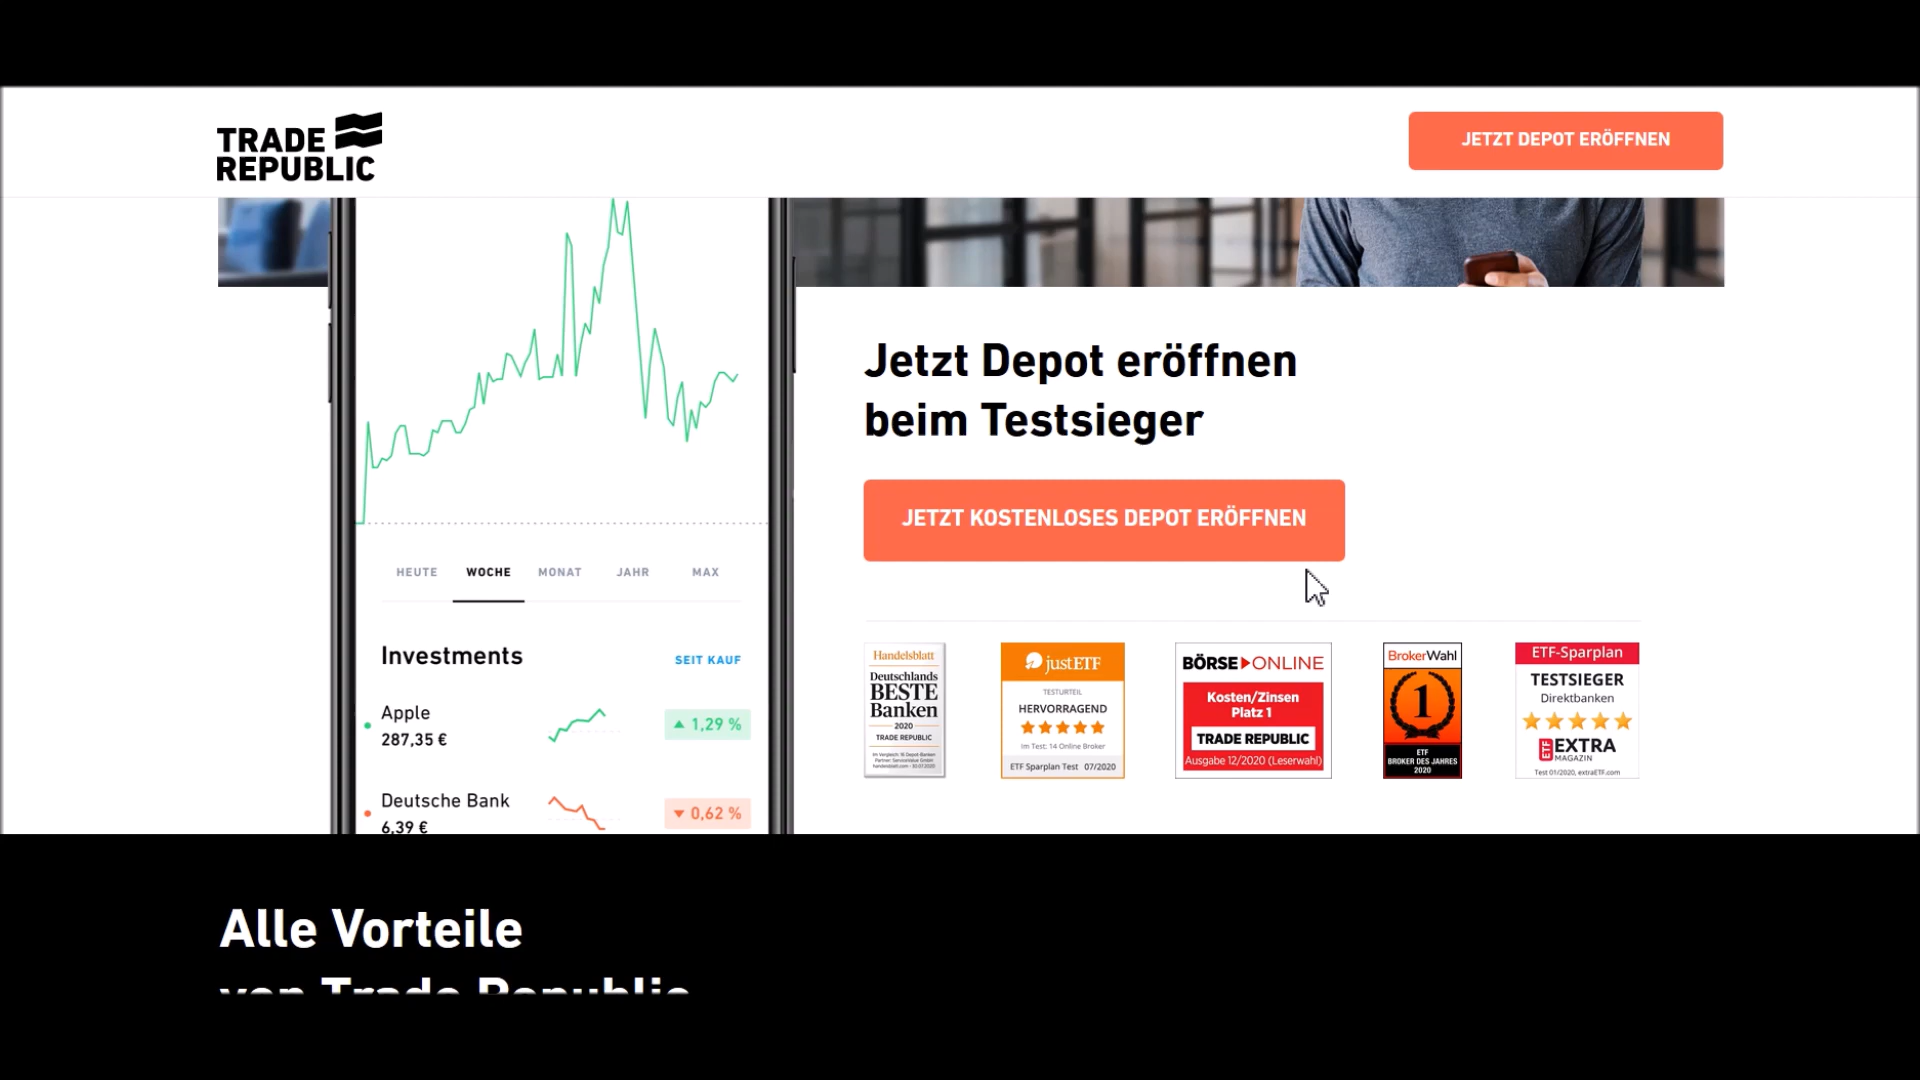 TRADE
REPUBLIC
JETZT DEPOT ERÖFFNEN
Jetzt Depot eröffnen
beim Testsieger
JETZT KOSTENLOSES DEPOT ERÖFFNEN
HEUTE WOCHE MONAT JAHR MAX
Investments
SEIT KAUF
Apple
287,35 €
1,29 %
Deutsche Bank
6,39 €
0,62 %
Handelsblatt
Deutschlands
BESTE
Banken
2020
TRADE REPUBLIC
justETF
TESTURTEIL
HERVORRAGEND
Im Test: 14 Online Broker
ETF Sparplan Test 07/2020
BÖRSE ONLINE
Kosten/Zinsen
Platz 1
TRADE REPUBLIC
Ausgabe 12/2020 (Leserwahl)
BrokerWahl
1
ETF
BROKER DES JAHRES
2020
ETF-Sparplan
TESTSIEGER
Direktbanken
ETF EXTRA
MAGAZIN
Test 01/2020, extraETF.com
Alle Vorteile
von Trade Republic